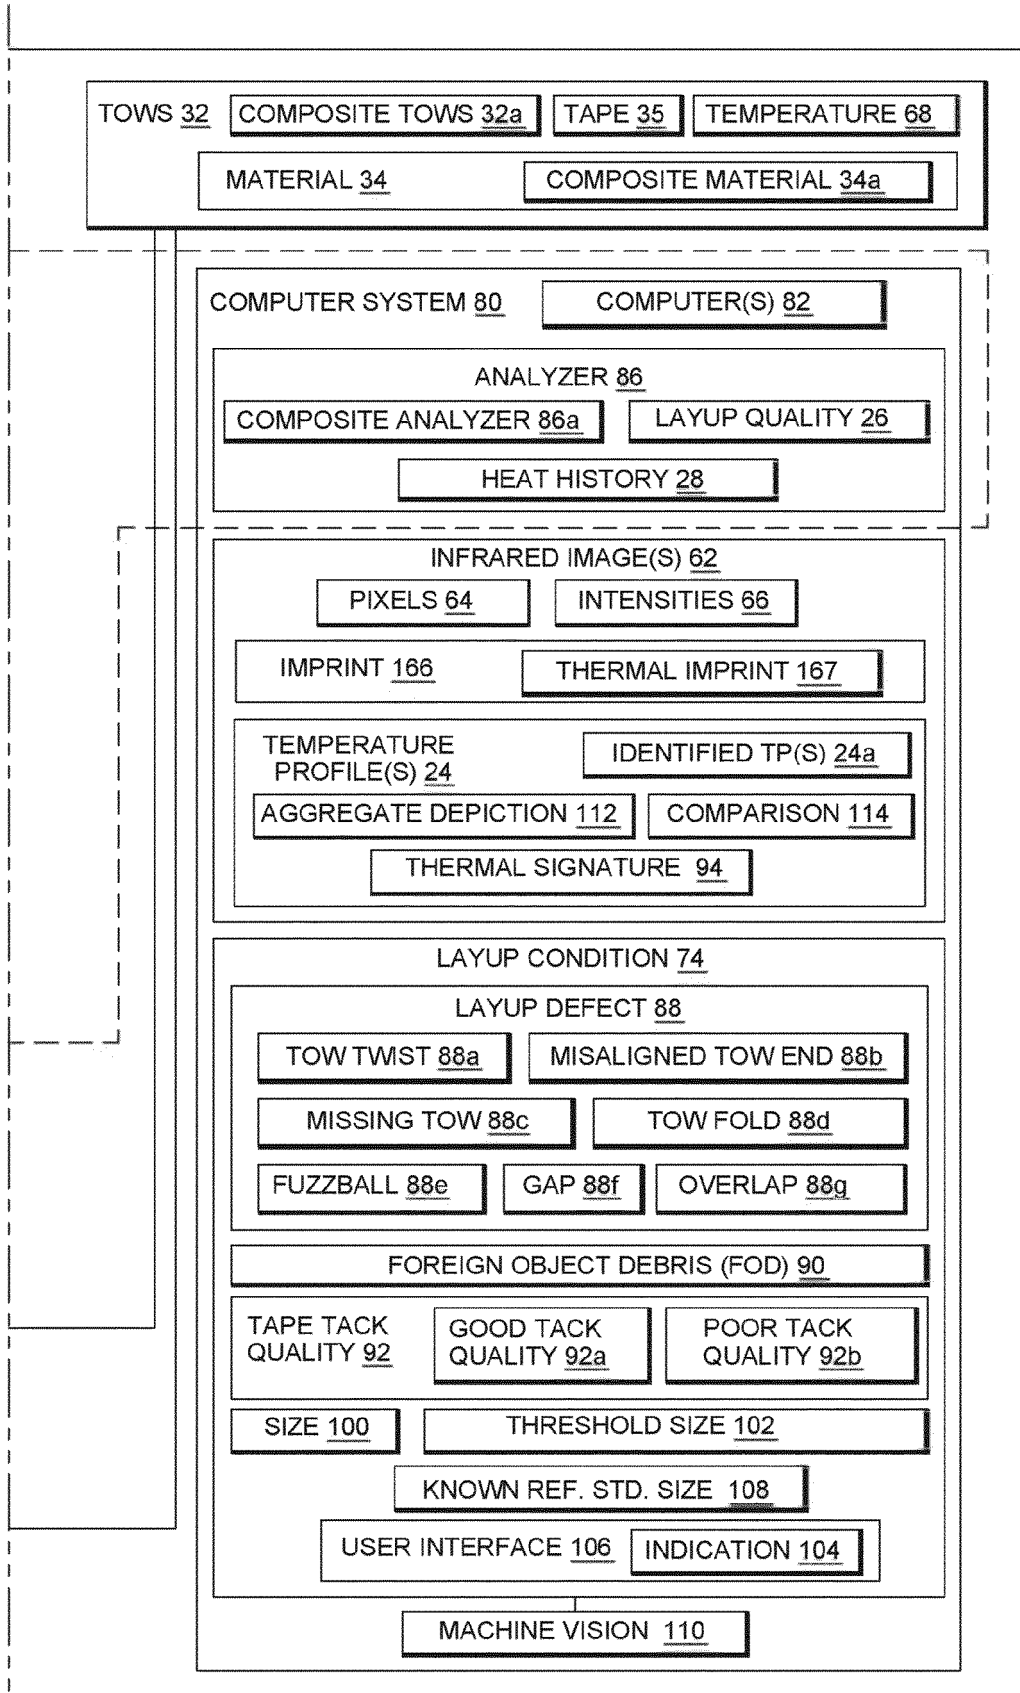 TOWS 32 COMPOSITE TOWS 32a TAPE 35 TEMPERATURE 68
MATERIAL 34 COMPOSITE MATERIAL 34a
COMPUTER SYSTEM 80 COMPUTER(S) 82
ANALYZER 86
COMPOSITE ANALYZER 86a LAYUP QUALITY 26
HEAT HISTORY 28
INFRARED IMAGE(S) 62
PIXELS 64 INTENSITIES 66
IMPRINT 166 THERMAL IMPRINT 167
TEMPERATURE
PROFILE(S) 24
IDENTIFIED TP(S) 24a
AGGREGATE DEPICTION 112 COMPARISON 114
THERMAL SIGNATURE 94
LAYUP CONDITION 74
LAYUP DEFECT 88
TOW TWIST 88a MISALIGNED TOW END 88b
MISSING TOW 88c TOW FOLD 88d
FUZZBALL 88e GAP 88f OVERLAP 88g
FOREIGN OBJECT DEBRIS (FOD) 90
TAPE TACK
QUALITY 92
GOOD TACK
QUALITY 92a
POOR TACK
QUALITY 92b
SIZE 100 THRESHOLD SIZE 102
KNOWN REF. STD. SIZE 108
USER INTERFACE 106 INDICATION 104
MACHINE VISION 110